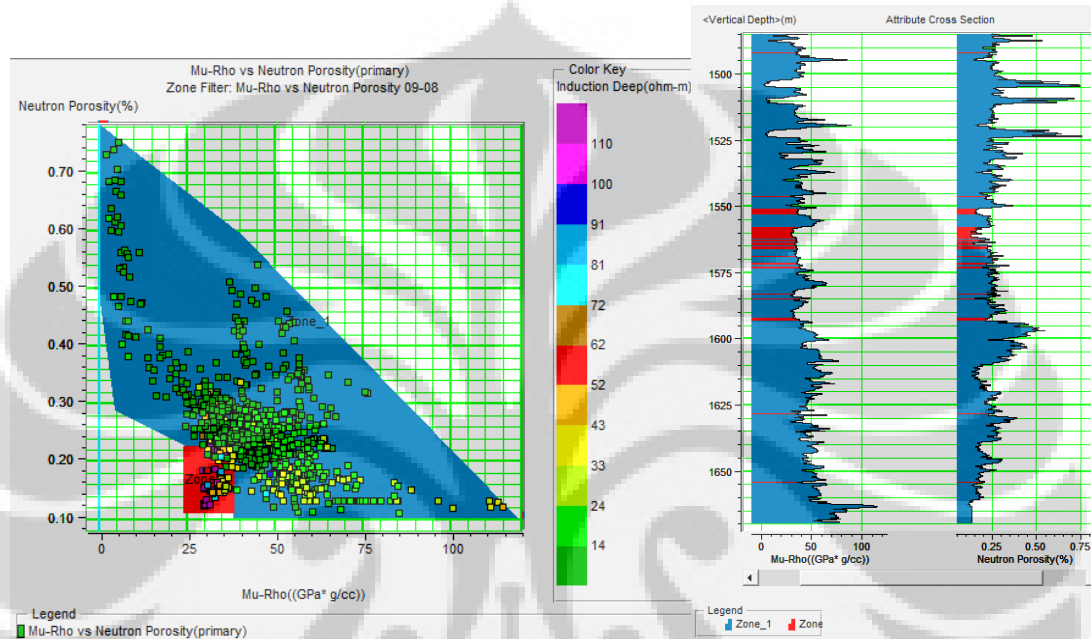 Mu-Rho vs Neutron Porosity(primary)
Zone Filter: Mu-Rho vs Neutron Porosity 09-08
Neutron Porosity(%)
0.70
0.60
0.50
0.40
0.30
0.20
0.10
Zone_1
Zone
0 25 50 75 100
Mu-Rho((GPa* g/cc))
Legend
Mu-Rho vs Neutron Porosity(primary)
Color Key
Induction Deep(ohm-m)
110
100
91
81
72
62
52
43
33
24
14
<Vertical Depth>(m)
Attribute Cross Section
1500
1525
1550
1575
1600
1625
1650
0 50 100
Mu-Rho((GPa* g/cc))
0.25 0.50 0.75
Neutron Porosity(%)
Legend
Zone_1 Zone